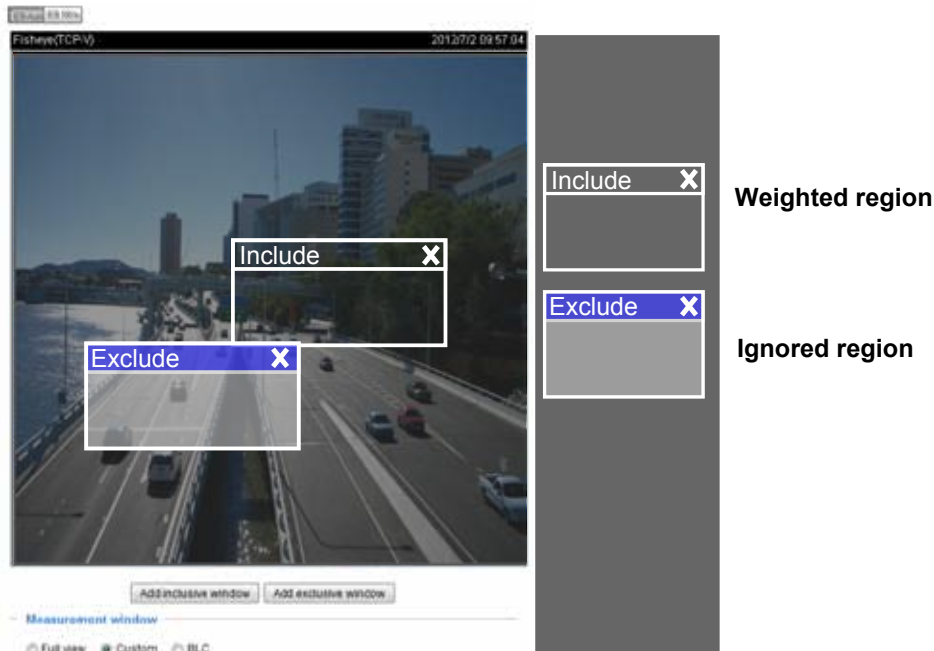 Fisheye(TCP-V) 2012/7/2 09:57:04
Include
Exclude
Include
Weighted region
Exclude
Ignored region
Add inclusive window Add exclusive window
Measurement window
Full view Custom BLC